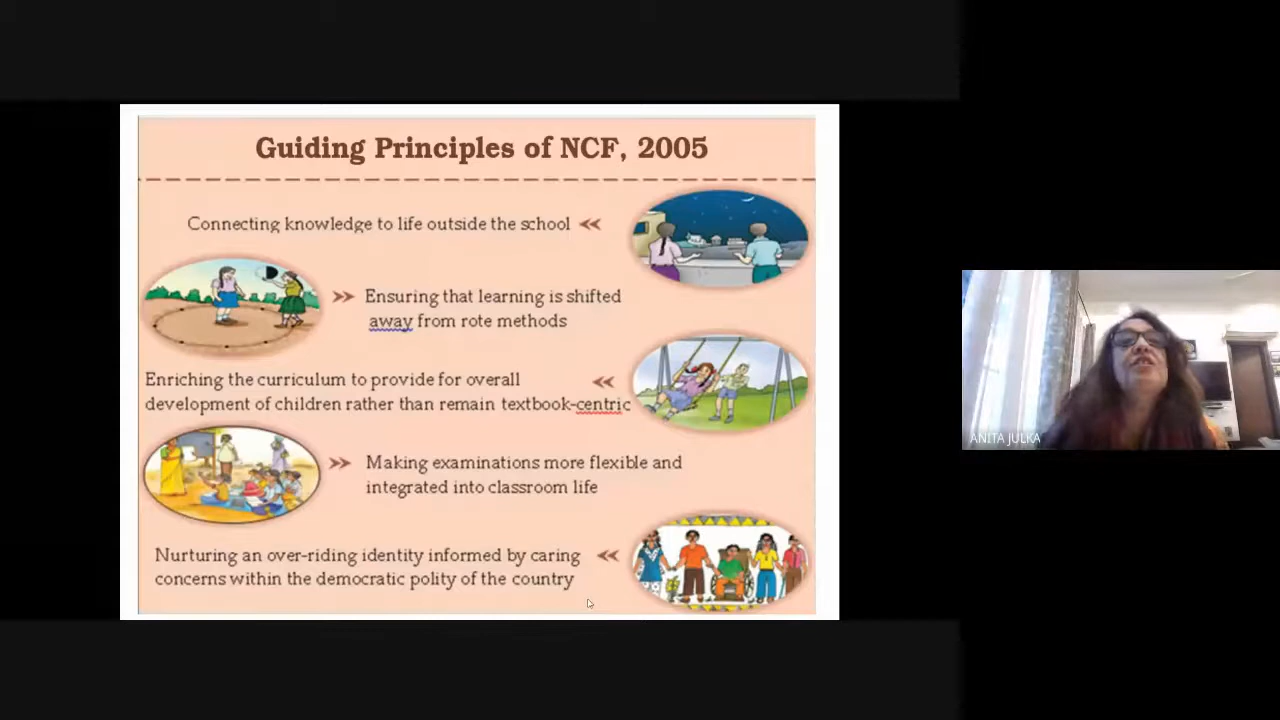 Guiding Principles of NCF, 2005
Connecting knowledge to life outside the school
Ensuring that learning is shifted
away from rote methods
Enriching the curriculum to provide for overall
development of children rather than remain textbook-centric
Making examinations more flexible and
integrated into classroom life
Nurturing an over-riding identity informed by caring
concerns within the democratic polity of the country
ANITA JULKA